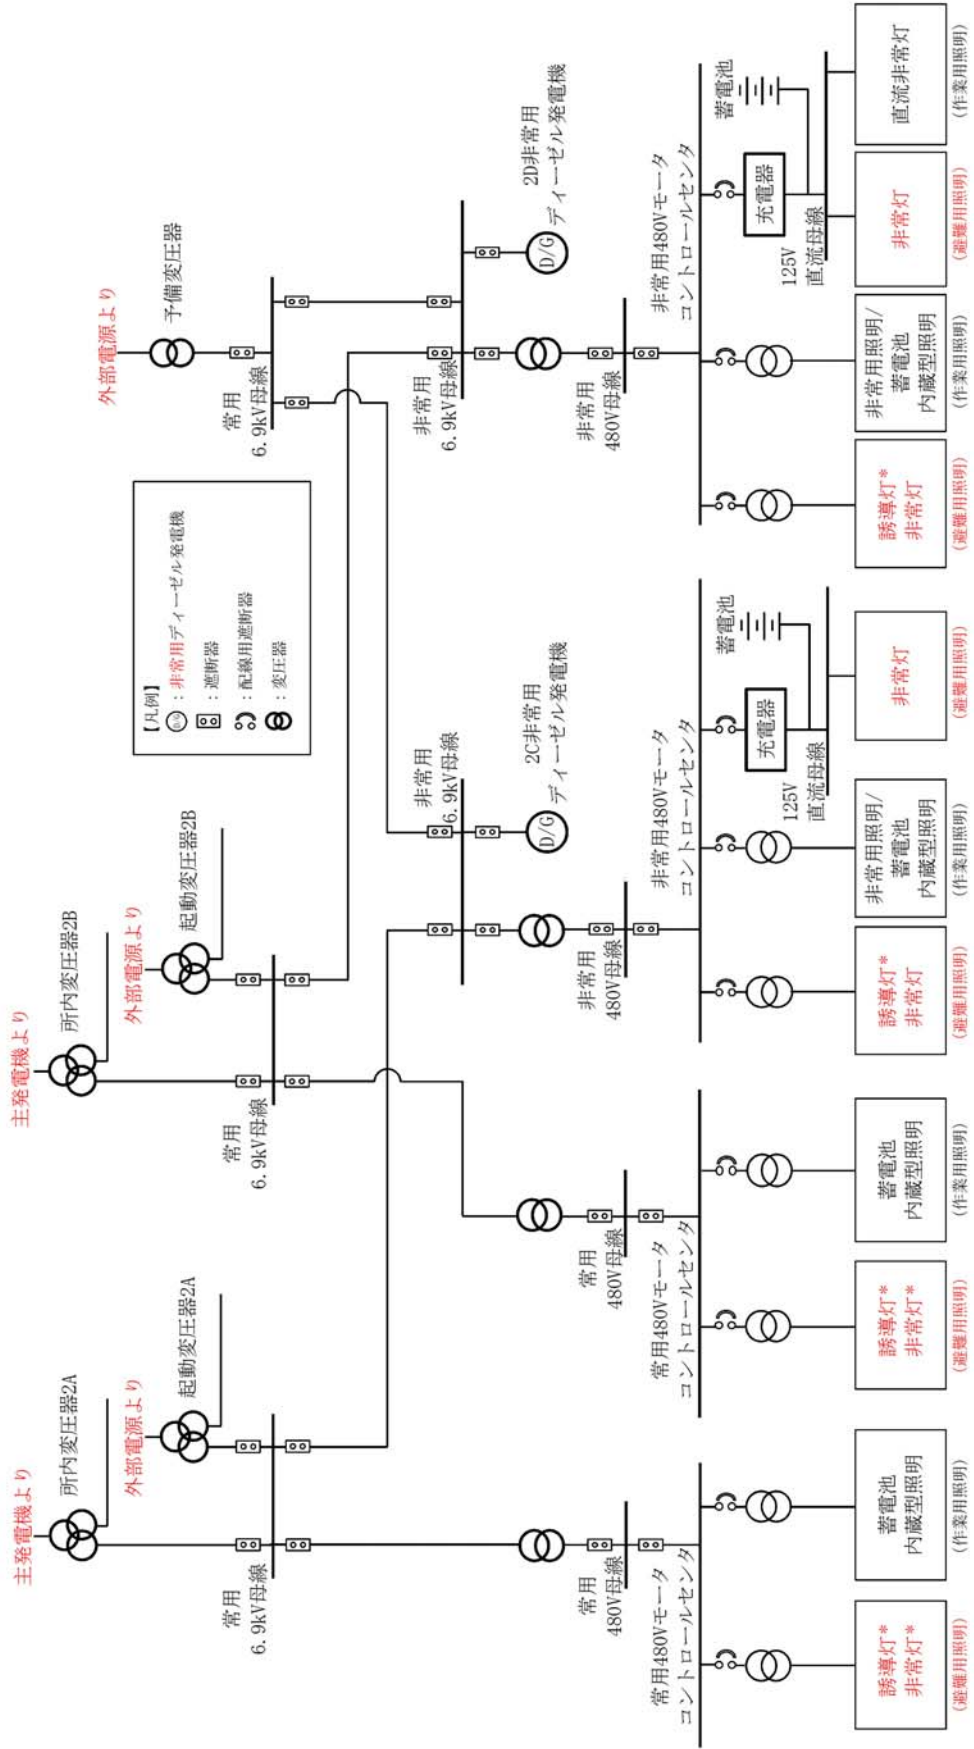 主発電機より
所内変圧器2A
外部電源より
起動変圧器2A
主発電機より
所内変圧器2B
外部電源より
起動変圧器2B
外部電源より
予備変圧器
【凡例】
D/G：非常用ディーゼル発電機
：遮断器
：配線用遮断器
：変圧器
常用
6.9kV母線
常用
6.9kV母線
常用
6.9kV母線
非常用
6.9kV母線
非常用
6.9kV母線
D/G
2C非常用
ディーゼル発電機
D/G
2D非常用
ディーゼル発電機
常用
480V母線
常用
480V母線
非常用
480V母線
非常用
480V母線
常用480Vモータ
コントロールセンタ
常用480Vモータ
コントロールセンタ
非常用480Vモータ
コントロールセンタ
非常用480Vモータ
コントロールセンタ
充電器
蓄電池
125V
直流母線
充電器
蓄電池
125V
直流母線
誘導灯*
非常灯*
(避難用照明)
蓄電池
内蔵型照明
(作業用照明)
誘導灯*
非常灯*
(避難用照明)
蓄電池
内蔵型照明
(作業用照明)
誘導灯*
非常灯
(避難用照明)
非常用照明/
蓄電池
内蔵型照明
(作業用照明)
非常灯
(避難用照明)
誘導灯*
非常灯
(避難用照明)
非常用照明/
蓄電池
内蔵型照明
(作業用照明)
非常灯
(避難用照明)
直流非常灯
(作業用照明)